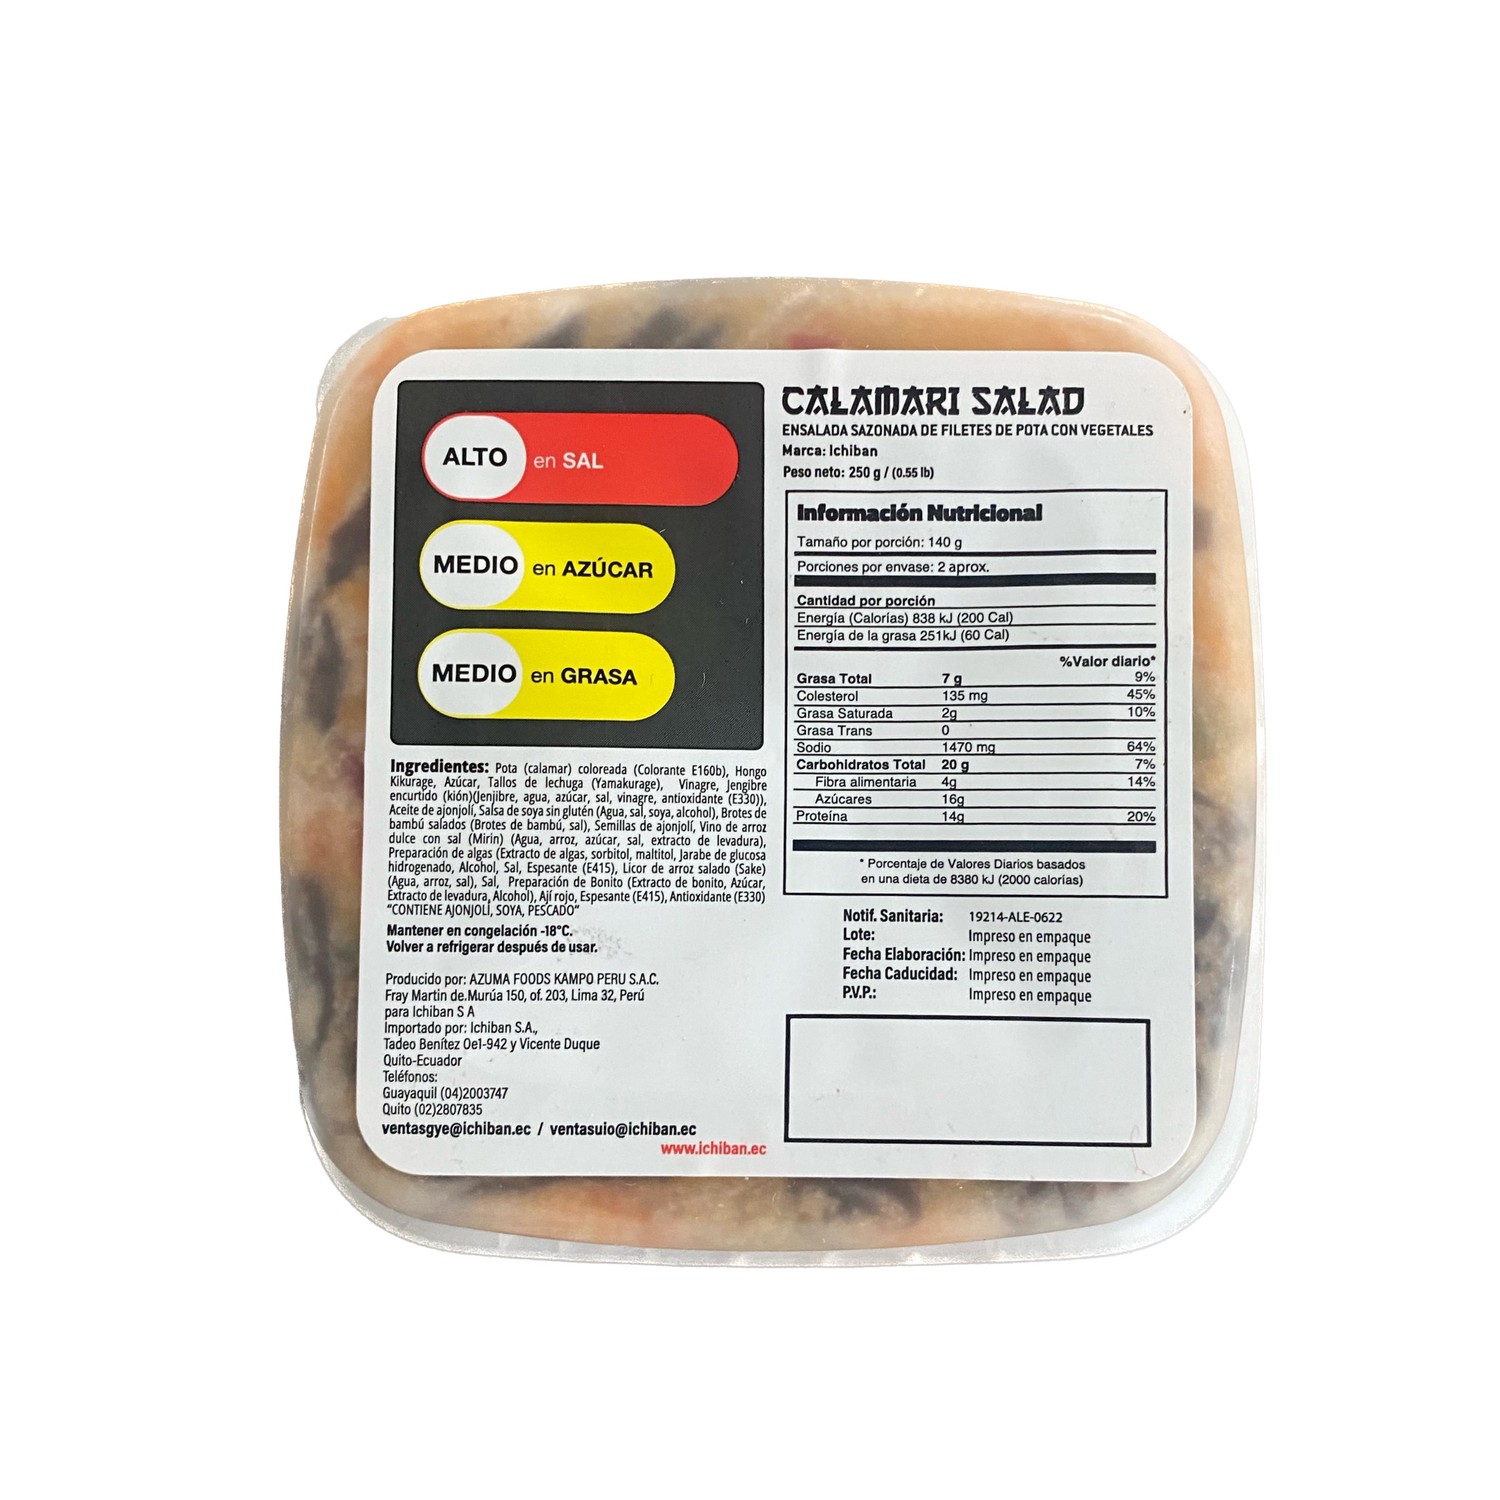 ALTO en SAL
MEDIO en AZÚCAR
MEDIO en GRASA
Ingredientes: Pota (calamar) coloreada (Colorante E160b), Hongo
Kikurage, Azúcar, Tallos de lechuga (Yamakurage), Vinagre, Jengibre
encurtido (kión)(Jenjibre, agua, azúcar, sal, vinagre, antioxidante (E330)),
Aceite de ajonjolí, Salsa de soya sin glutén (Agua, sal, soya, alcohol), Brotes de
bambú salados (Brotes de bambú, sal), Semillas de ajonjolí, Vino de arroz
dulce con sal (Mirin) (Agua, arroz, azúcar, sal, extracto de levadura),
Preparación de algas (Extracto de algas, sorbitol, maltitol, Jarabe de glucosa
hidrogenado, Alcohol, Sal, Espesante (E415), Licor de arroz salado (Sake)
(Agua, arroz, sal), Sal, Preparación de Bonito (Extracto de bonito, Azúcar,
Extracto de levadura, Alcohol), Ají rojo, Espesante (E415), Antioxidante (E330)
"CONTIENE AJONJOLÍ, SOYA, PESCADO"
Mantener en congelación -18°C.
Volver a refrigerar después de usar.
Producido por: AZUMA FOODS KAMPO PERU S.A.C.
Fray Martin de Murúa 150, of. 203, Lima 32, Perú
para Ichiban S A
Importado por: Ichiban S.A.,
Tadeo Benítez Oe1-942 y Vicente Duque
Quito-Ecuador
Teléfonos:
Guayaquil (04)2003747
Quito (02)2807835
ventasgye@ichiban.ec / ventasuio@ichiban.ec
www.ichiban.ec
CALAMARI SALAD
ENSALADA SAZONADA DE FILETES DE POTA CON VEGETALES
Marca: Ichiban
Peso neto: 250 g / (0.55 lb)
Información Nutricional
Tamaño por porción: 140 g
Porciones por envase: 2 aprox.
Cantidad por porción
Energía (Calorías) 838 kJ (200 Cal)
Energía de la grasa 251kJ (60 Cal)
%Valor diario*
Grasa Total 7 g 9%
Colesterol 135 mg 45%
Grasa Saturada 2g 10%
Grasa Trans 0
Sodio 1470 mg 64%
Carbohidratos Total 20 g 7%
Fibra alimentaria 4g 14%
Azúcares 16g
Proteína 14g 20%
* Porcentaje de Valores Diarios basados
en una dieta de 8380 kJ (2000 calorías)
Notif. Sanitaria: 19214-ALE-0622
Lote: Impreso en empaque
Fecha Elaboración: Impreso en empaque
Fecha Caducidad: Impreso en empaque
P.V.P.: Impreso en empaque